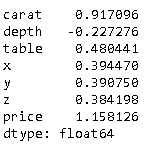 carat    0.917096
depth   -0.227276
table    0.480441
x        0.394470
y        0.390750
z        0.384198
price    1.158126
dtype: float64